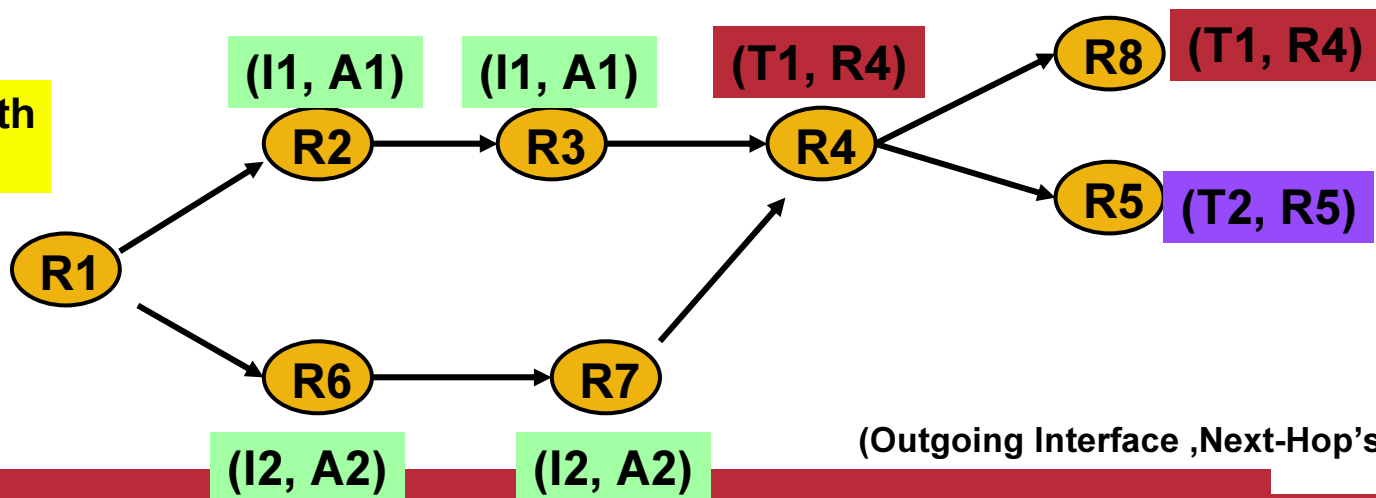 (I1, A1)
(I1, A1)
(T1, R4)
R8
(T1, R4)
th
R2
R3
R4
R5
(T2, R5)
R1
R6
R7
(Outgoing Interface ,Next-Hop's
(I2, A2)
(I2, A2)